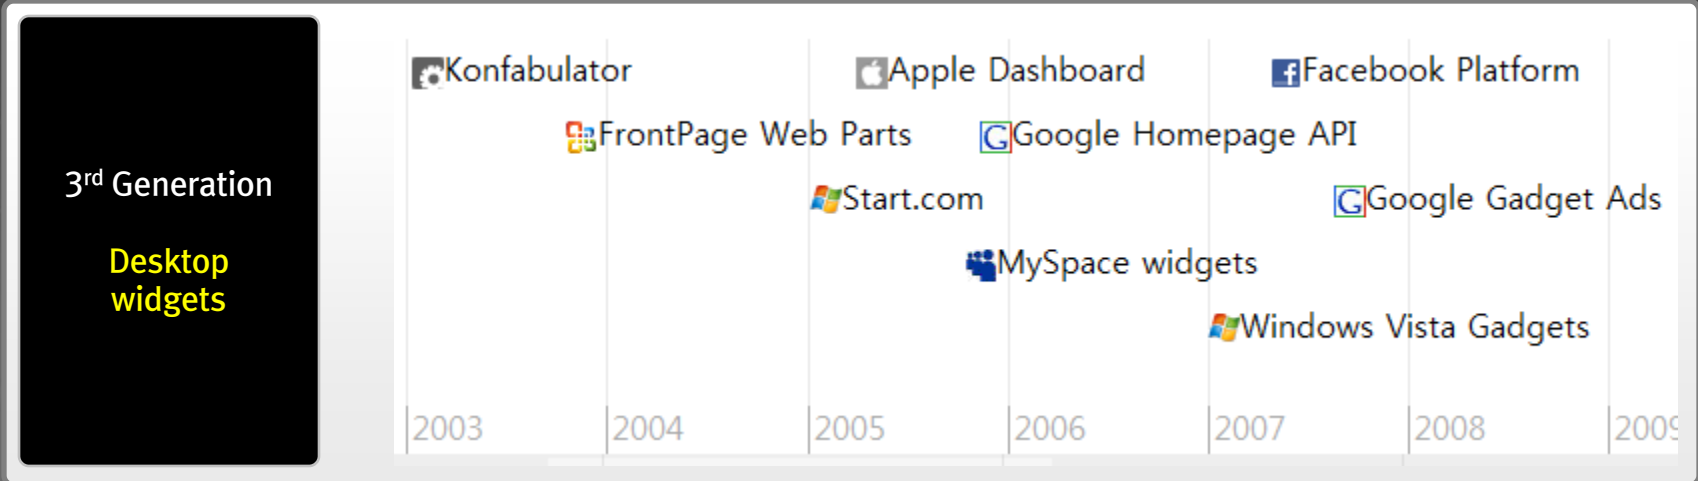 3rd Generation
Desktop
widgets
Konfabulator
Apple Dashboard
Facebook Platform
FrontPage Web Parts
Google Homepage API
Start.com
Google Gadget Ads
MySpace widgets
Windows Vista Gadgets
2003 2004 2005 2006 2007 2008 2009